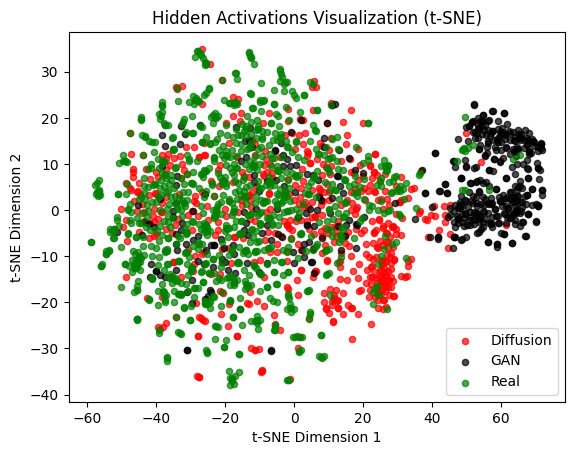 Hidden Activations Visualization (t-SNE)
t-SNE Dimension 2
30
20
10
0
−10
−20
−30
−40
−60
−40
−20
0
20
40
60
t-SNE Dimension 1
Diffusion
GAN
Real